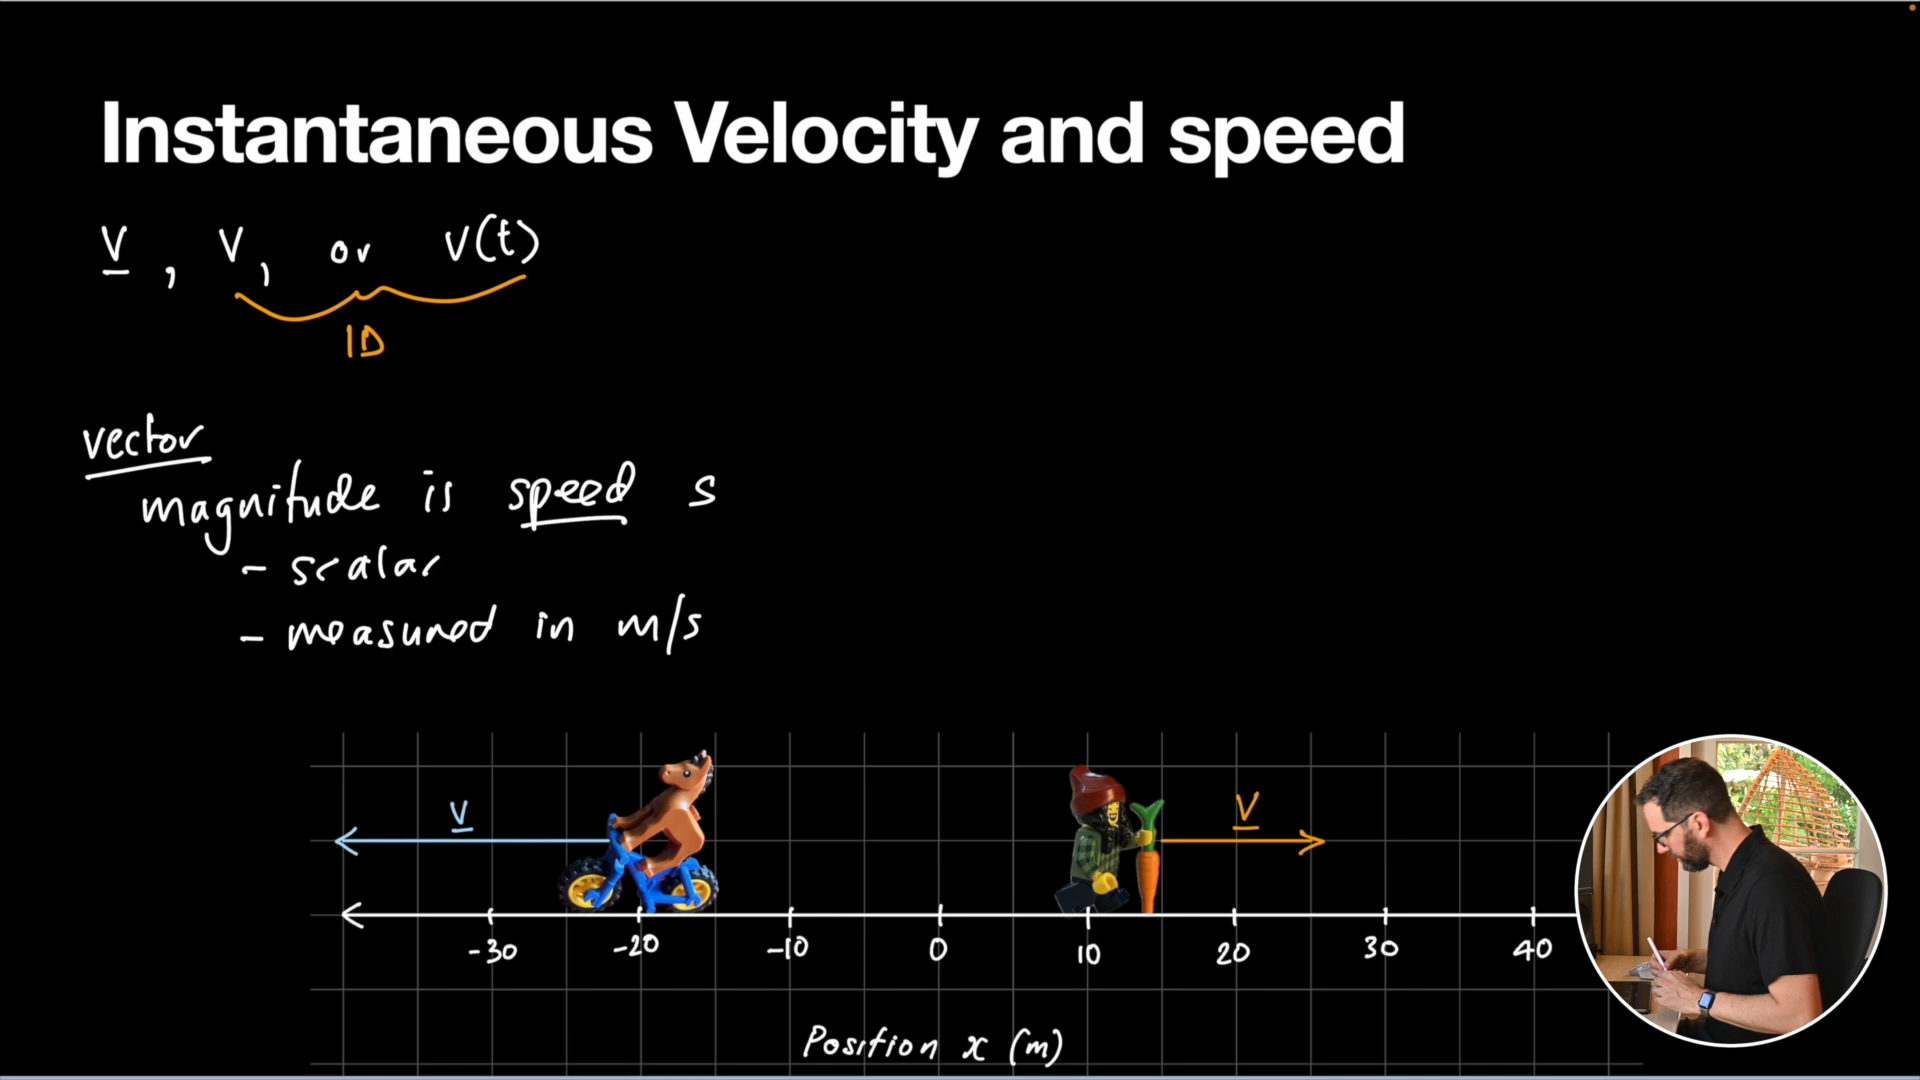 Instantaneous Velocity and speed
v, v, or v(t)
1D
vector
magnitude is speed s
- scalar
- measured in m/s
v
v
-30 -20 -10 0 10 20 30 40
Position x (m)